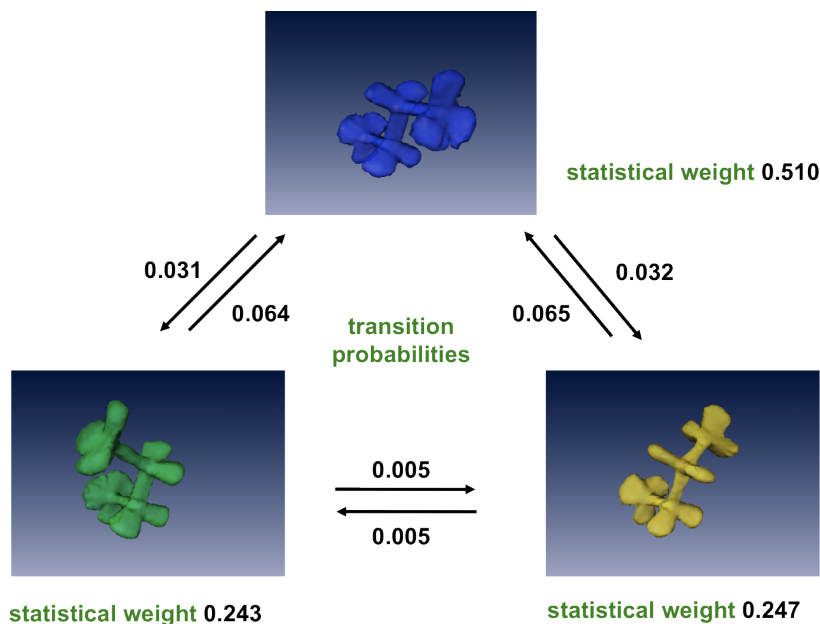 statistical weight 0.510
0.031
0.032
0.064
0.065
transition
probabilities
0.005
0.005
statistical weight 0.243
statistical weight 0.247